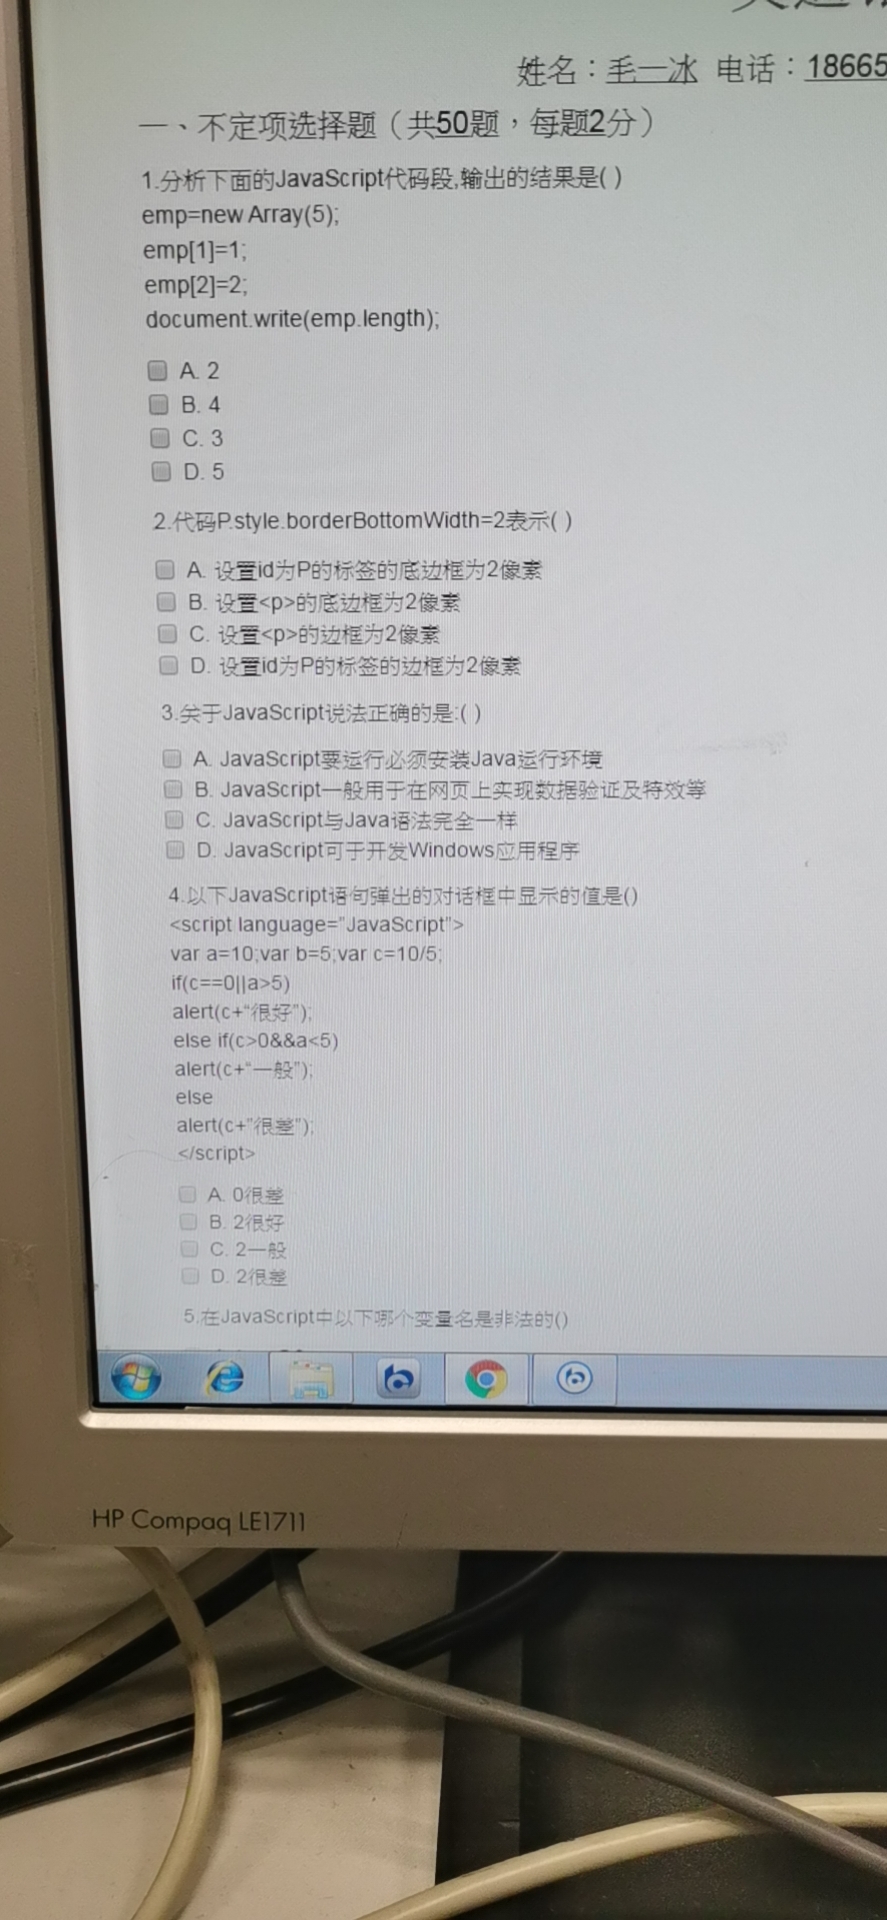 姓名：毛一冰 电话：18665
一、不定项选择题（共50题，每题2分）
1.分析下面的JavaScript代码段,输出的结果是( )
emp=new Array(5);
emp[1]=1;
emp[2]=2;
document.write(emp.length);
A. 2
B. 4
C. 3
D. 5
2.代码P.style.borderBottomWidth=2表示( )
A. 设置id为P的标签的底边框为2像素
B. 设置<p>的底边框为2像素
C. 设置<p>的边框为2像素
D. 设置id为P的标签的边框为2像素
3.关于JavaScript说法正确的是:( )
A. JavaScript要运行必须安装Java运行环境
B. JavaScript一般用于在网页上实现数据验证及特效等
C. JavaScript与Java语法完全一样
D. JavaScript可于开发Windows应用程序
4.以下JavaScript语句弹出的对话框中显示的值是()
<script language="JavaScript">
var a=10;var b=5;var c=10/5;
if(c==0||a>5)
alert(c+"很好");
else if(c>0&&a<5)
alert(c+"一般");
else
alert(c+"很差");
</script>
A. 0很差
B. 2很好
C. 2一般
D. 2很差
5.在JavaScript中以下哪个变量名是非法的()
HP Compaq LE1711